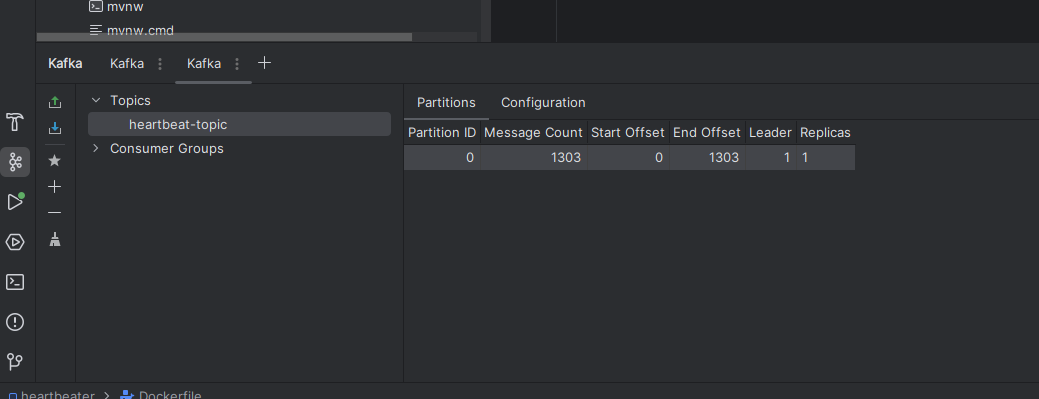 mvnw
mvnw.cmd
Kafka Kafka Kafka
Topics
heartbeat-topic
Consumer Groups
Partitions Configuration
Partition ID Message Count Start Offset End Offset Leader Replicas
0 1303 0 1303 1 1
heartbeater > Dockerfile